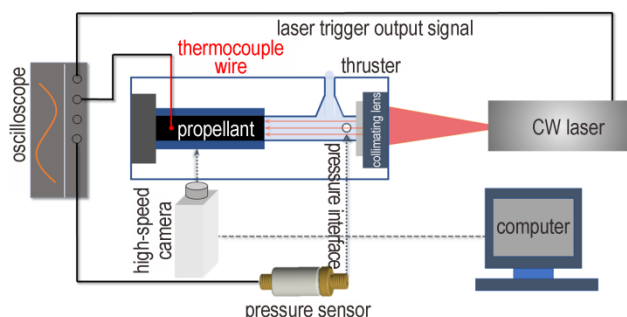 laser trigger output signal
thermocouple
wire
thruster
oscilloscope
propellant
collimating lens
CW laser
pressure interface
high-speed
camera
computer
pressure sensor